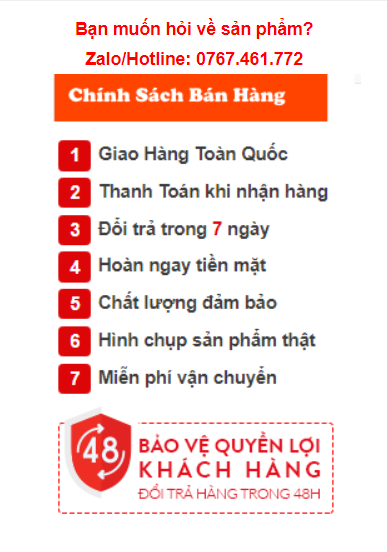 Bạn muốn hỏi về sản phẩm?
Zalo/Hotline: 0767.461.772
Chính Sách Bán Hàng
1 Giao Hàng Toàn Quốc
2 Thanh Toán khi nhận hàng
3 Đổi trả trong 7 ngày
4 Hoàn ngay tiền mặt
5 Chất lượng đảm bảo
6 Hình chụp sản phẩm thật
7 Miễn phí vận chuyển
48 BẢO VỆ QUYỀN LỢI
KHÁCH HÀNG
ĐỔI TRẢ HÀNG TRONG 48H